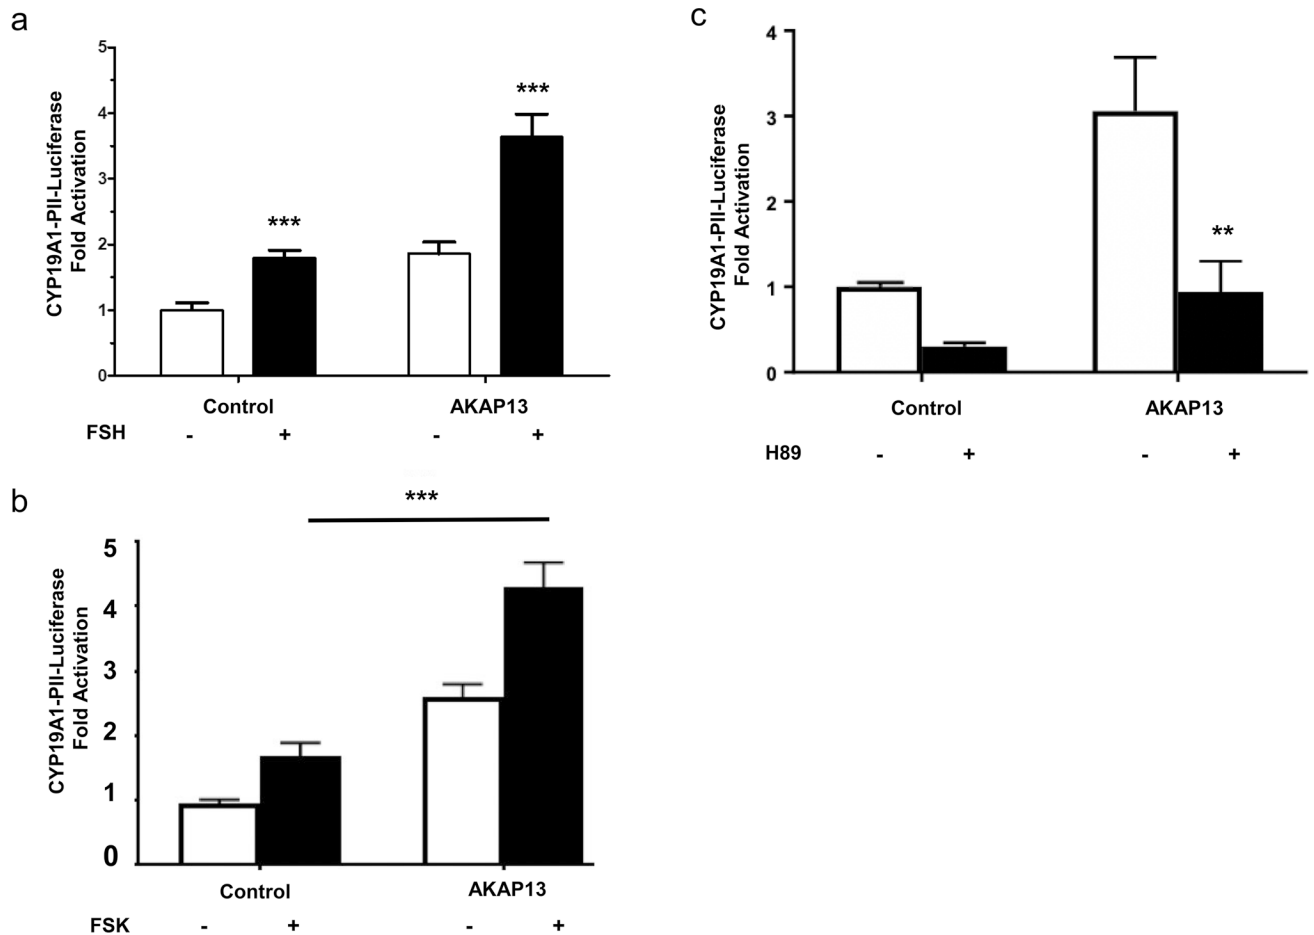 a
CYP19A1-PII-Luciferase
Fold Activation
5
4
3
2
1
0
***
***
Control
AKAP13
FSH - + - +
b
***
CYP19A1-PII-Luciferase
Fold Activation
5
4
3
2
1
0
Control
AKAP13
FSK - + - +
c
CYP19A1-PII-Luciferase
Fold Activation
4
3
2
1
0
**
Control
AKAP13
H89 - + - +